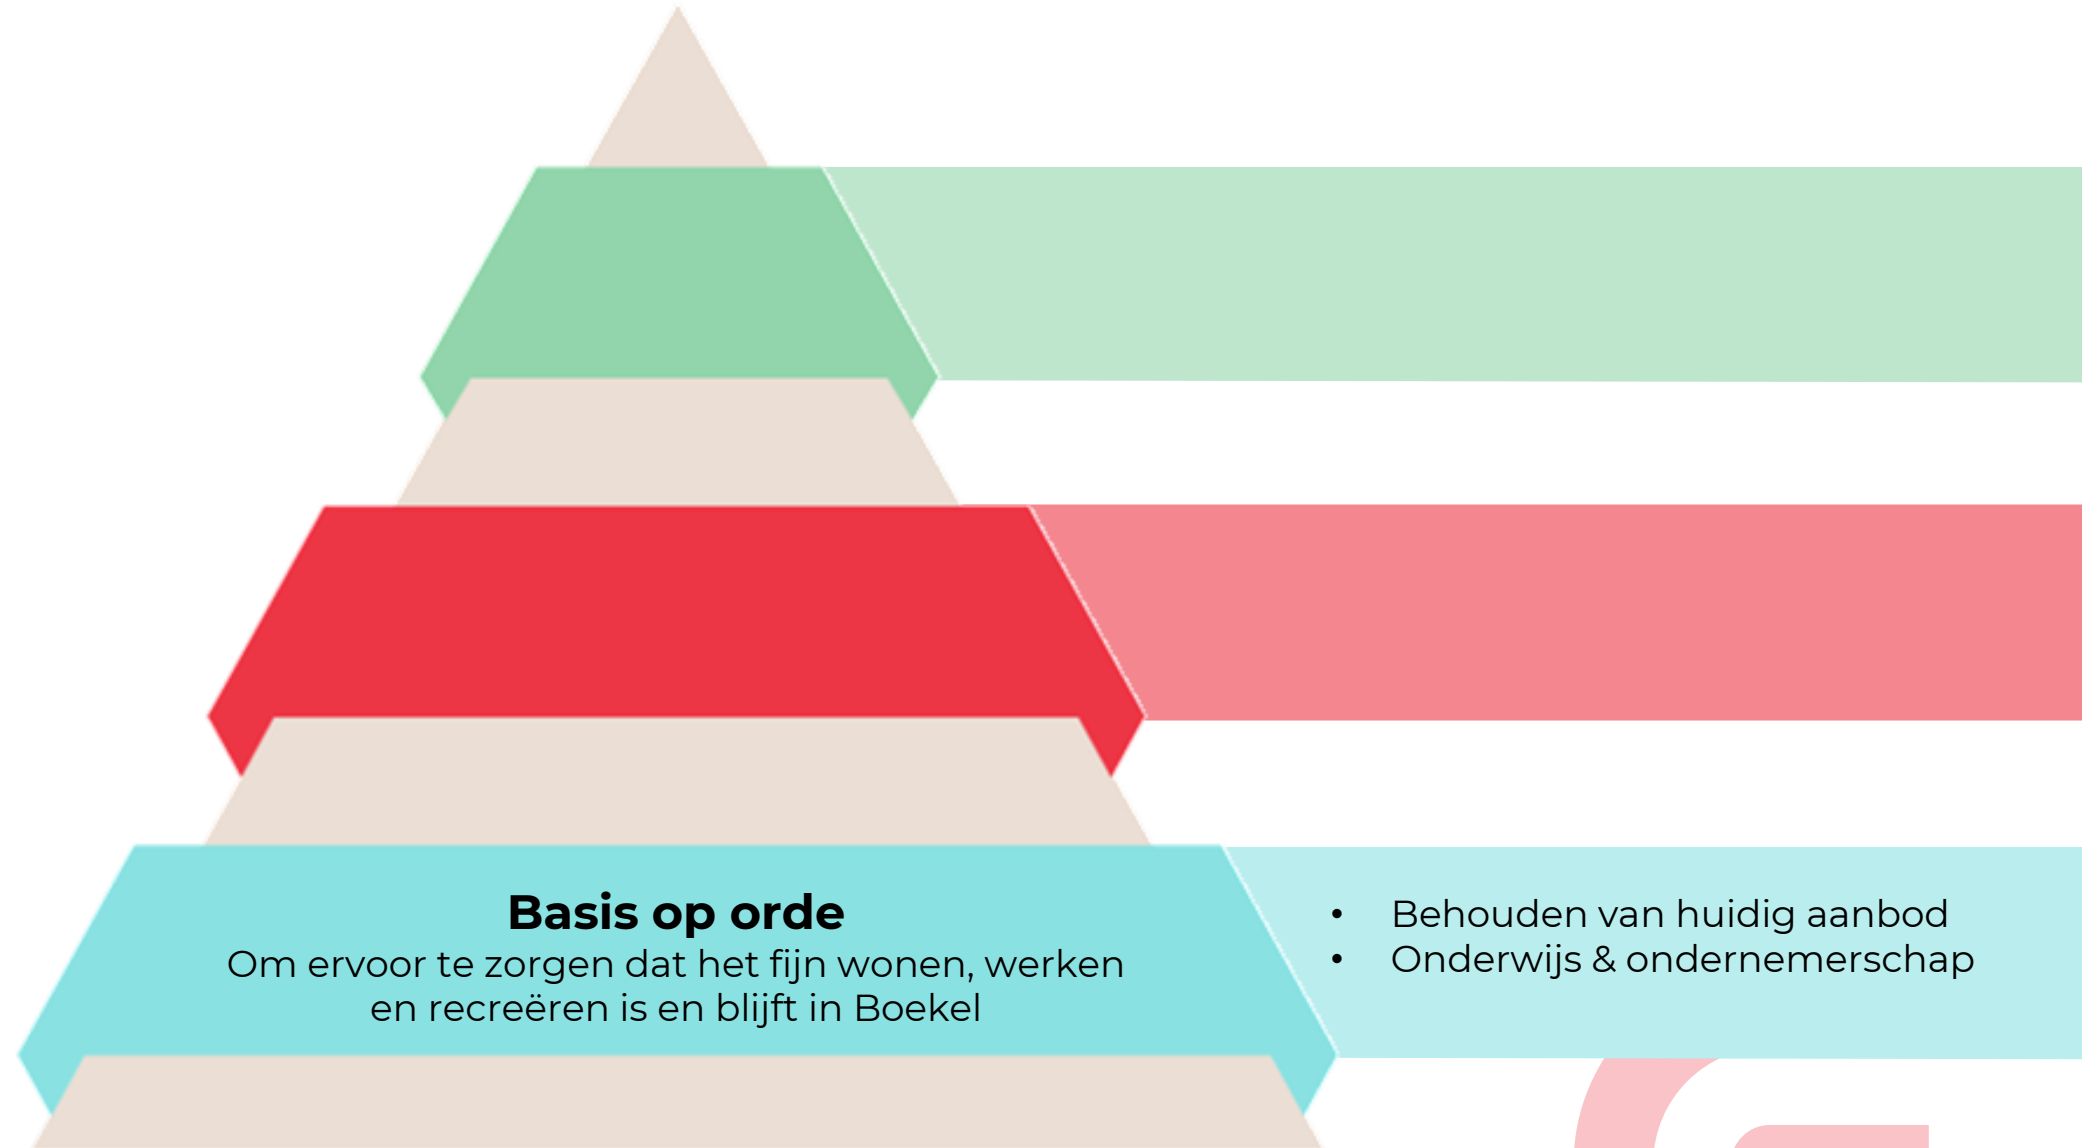 Basis op orde
Om ervoor te zorgen dat het fijn wonen, werken
en recreëren is en blijft in Boekel
• Behouden van huidig aanbod
• Onderwijs & ondernemerschap